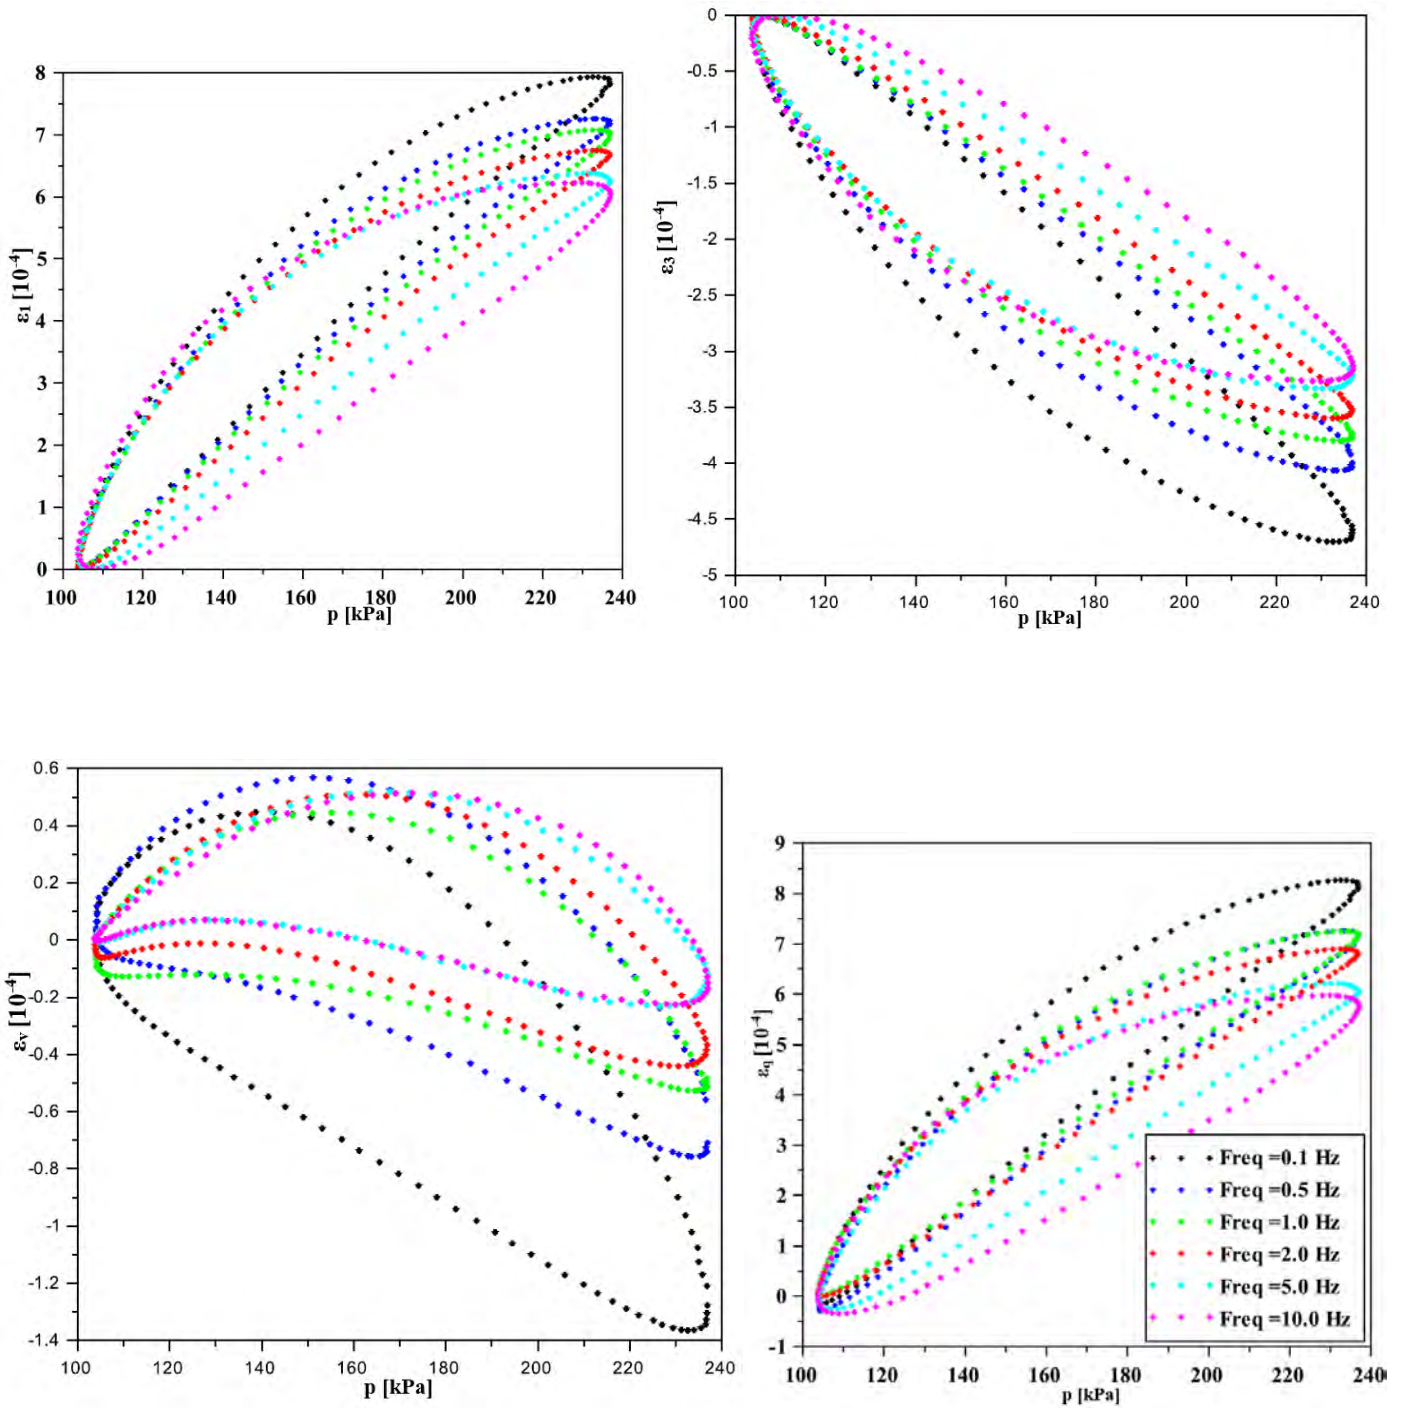 8
7
6
5
4
3
2
1
0
ε1 [10-4]
100 120 140 160 180 200 220 240
p [kPa]
0
-0.5
-1
-1.5
-2
-2.5
-3
-3.5
-4
-4.5
-5
ε3 [10-4]
100 120 140 160 180 200 220 240
p [kPa]
0.6
0.4
0.2
0
-0.2
-0.4
-0.6
-0.8
-1
-1.2
-1.4
εv [10-4]
100 120 140 160 180 200 220 240
p [kPa]
9
8
7
6
5
4
3
2
1
0
-1
εq [10-4]
100 120 140 160 180 200 220 240
p [kPa]
Freq =0.1 Hz
Freq =0.5 Hz
Freq =1.0 Hz
Freq =2.0 Hz
Freq =5.0 Hz
Freq =10.0 Hz